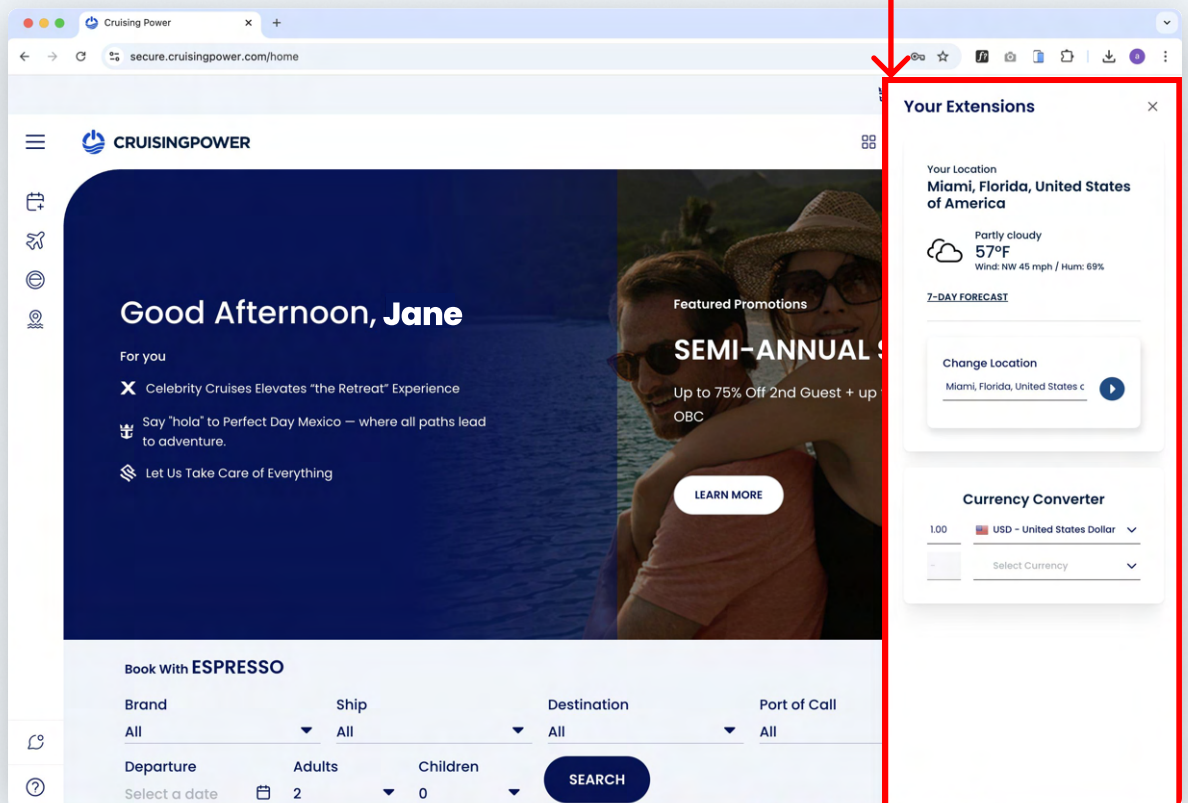 Cruising Power
secure.cruisingpower.com/home
a
CRUISINGPOWER
Good Afternoon, Jane
For you
Celebrity Cruises Elevates “the Retreat” Experience
Say "hola" to Perfect Day Mexico — where all paths lead
to adventure.
Let Us Take Care of Everything
Featured Promotions
SEMI-ANNUAL
Up to 75% Off 2nd Guest + up
OBC
LEARN MORE
Book With ESPRESSO
Brand
All
Ship
All
Destination
All
Port of Call
All
Departure
Select a date
Adults
2
Children
0
SEARCH
Your Extensions
Your Location
Miami, Florida, United States
of America
Partly cloudy
57°F
Wind: NW 45 mph / Hum: 69%
7-DAY FORECAST
Change Location
Miami, Florida, United States
Currency Converter
1.00
USD - United States Dollar
-
Select Currency